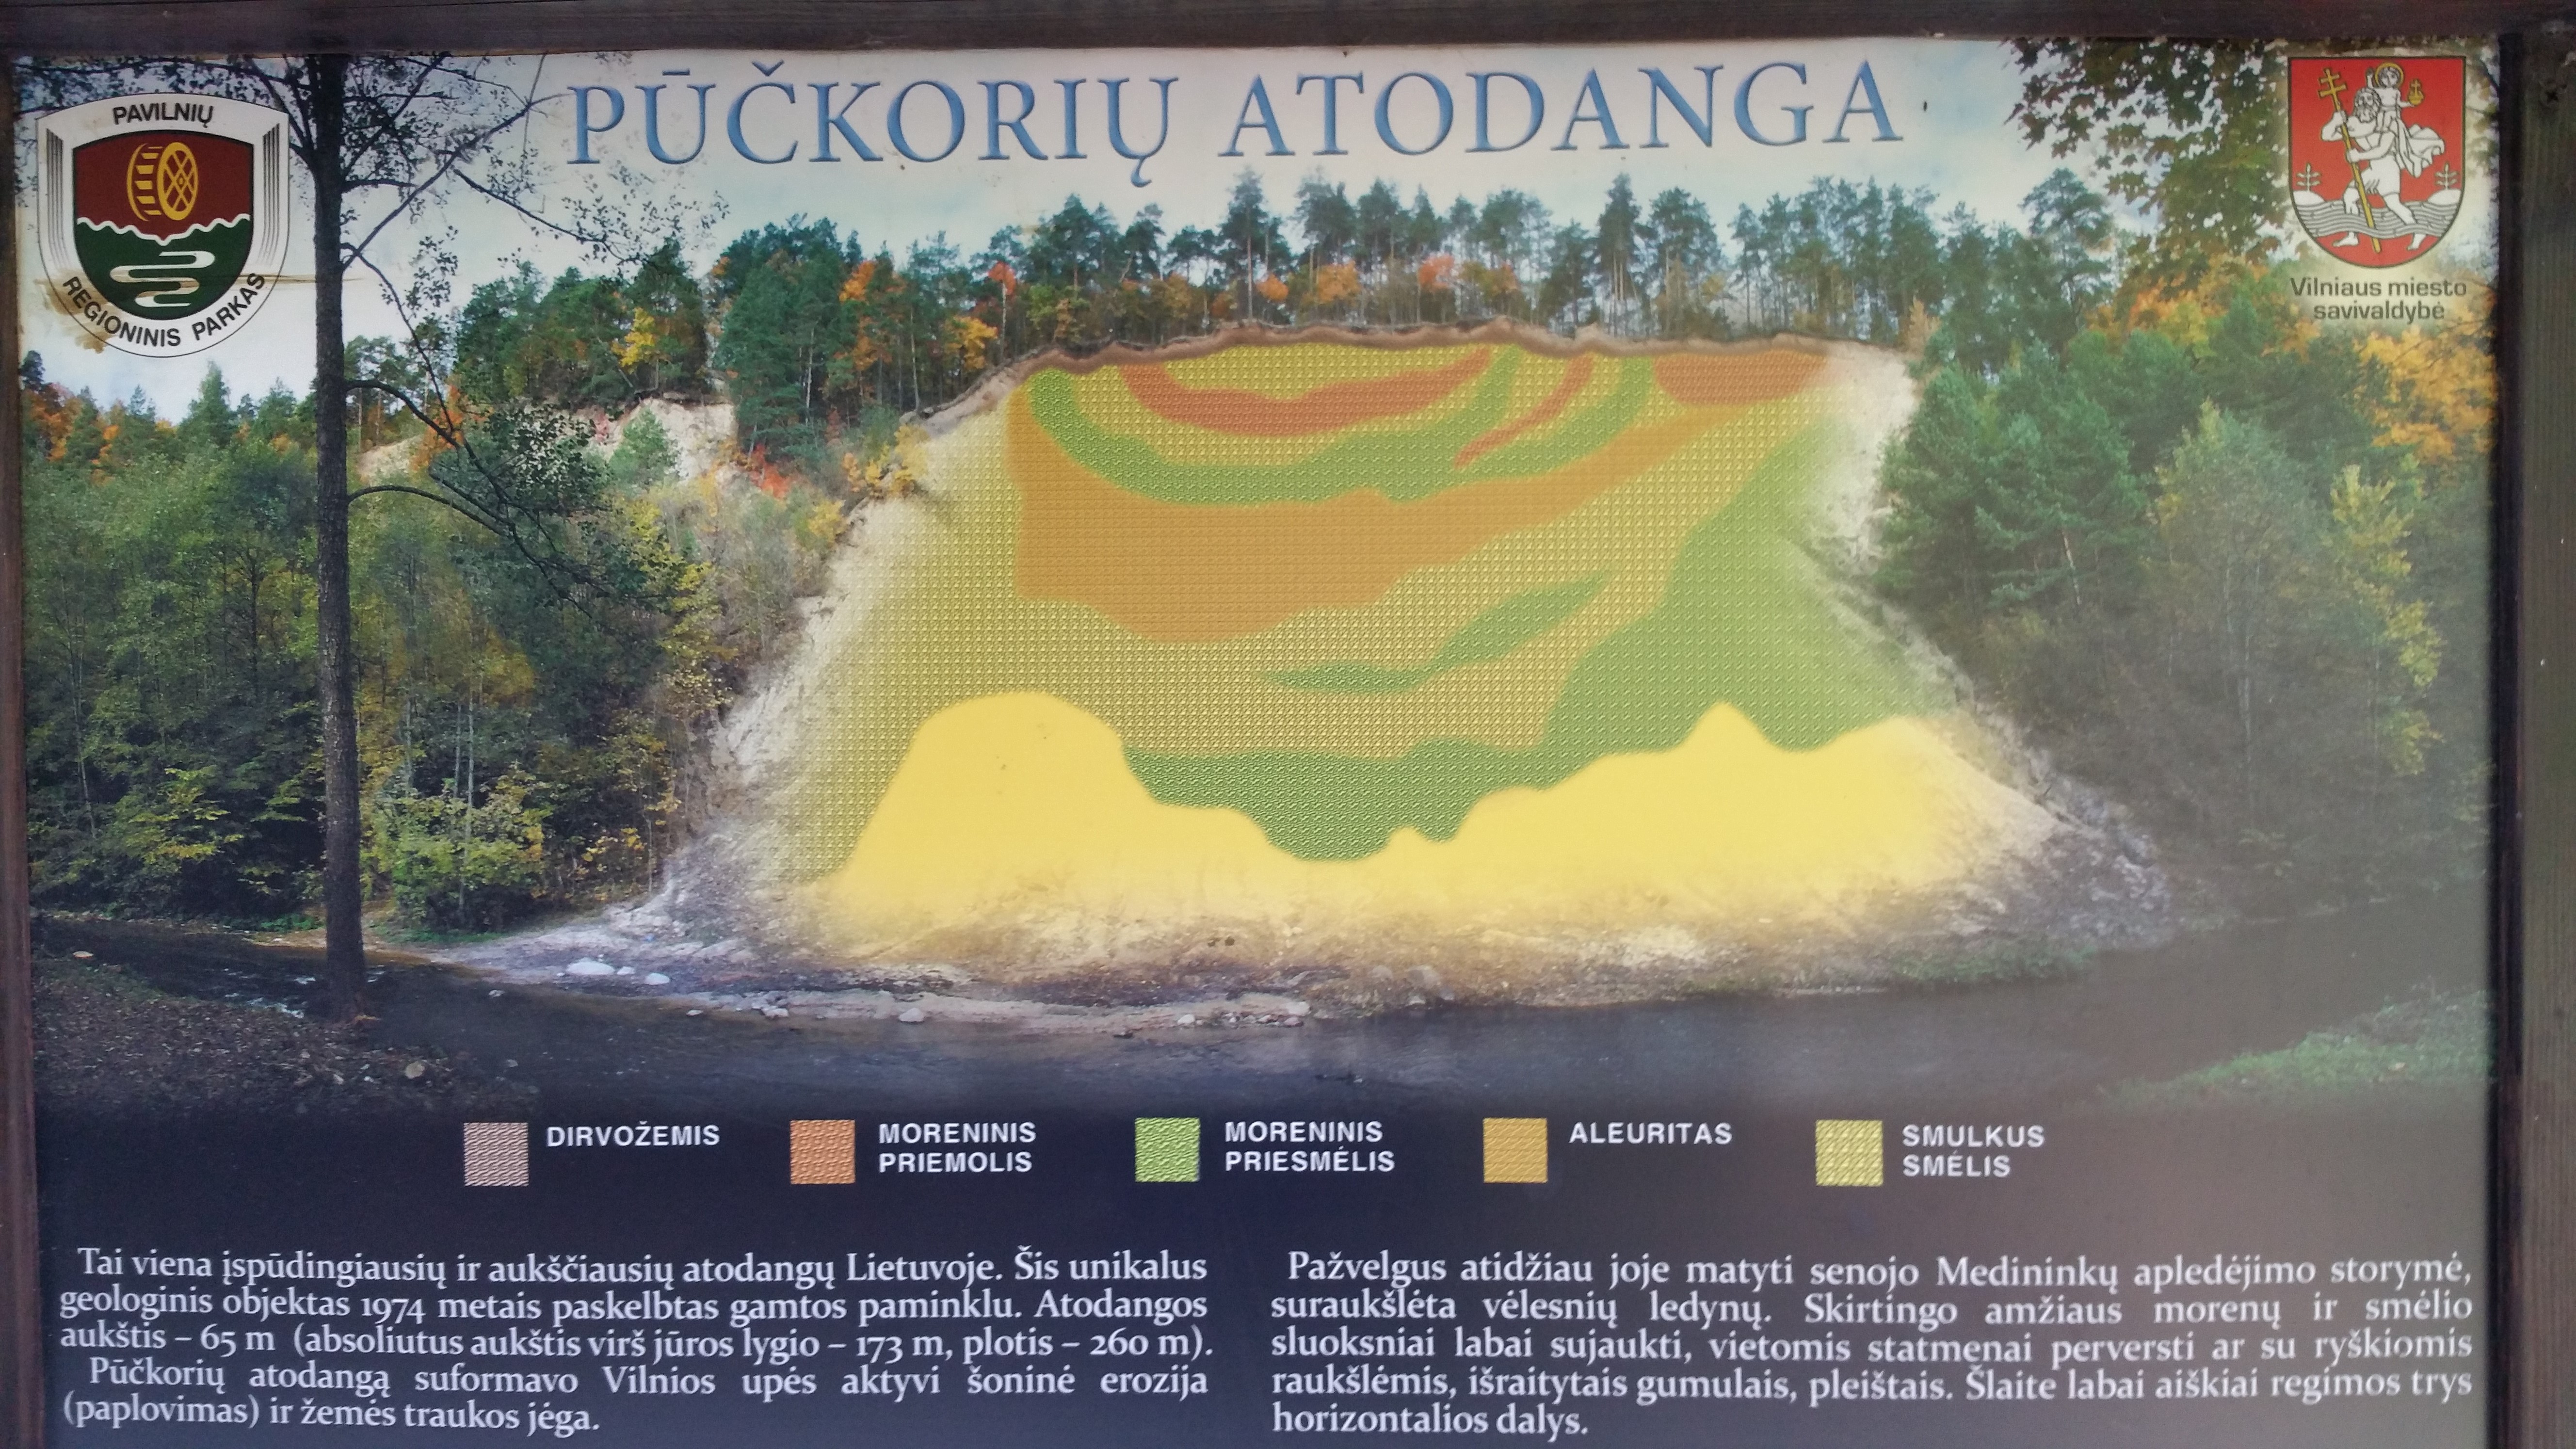 PŪČKORIŲ ATODANGA
PAVILNIŲ
REGIONINIS PARKAS
Vilniaus miesto
savivaldybė
DIRVOŽEMIS
MORENINIS
PRIEMOLIS
MORENINIS
PRIESMĖLIS
ALEURITAS
SMULKUS
SMĖLIS
Tai viena įspūdingiausių ir aukščiausių atodangų Lietuvoje. Šis unikalus
geologinis objektas 1974 metais paskelbtas gamtos paminklu. Atodangos
aukštis – 65 m (absoliutus aukštis virš jūros lygio – 173 m, plotis – 260 m).
Pūčkorių atodangą suformavo Vilnios upės aktyvi šoninė erozija
(paplovimas) ir žemės traukos jėga.
Pažvelgus atidžiau joje matyti senojo Medininkų apledėjimo storymė,
suraukšlėta vėlesnių ledynų. Skirtingo amžiaus morenų ir smėlio
sluoksniai labai sujaukti, vietomis statmenai perversti ar su ryškiomis
raukšlėmis, išraitytais gumulais, pleištais. Šlaite labai aiškiai regimos trys
horizontalios dalys.